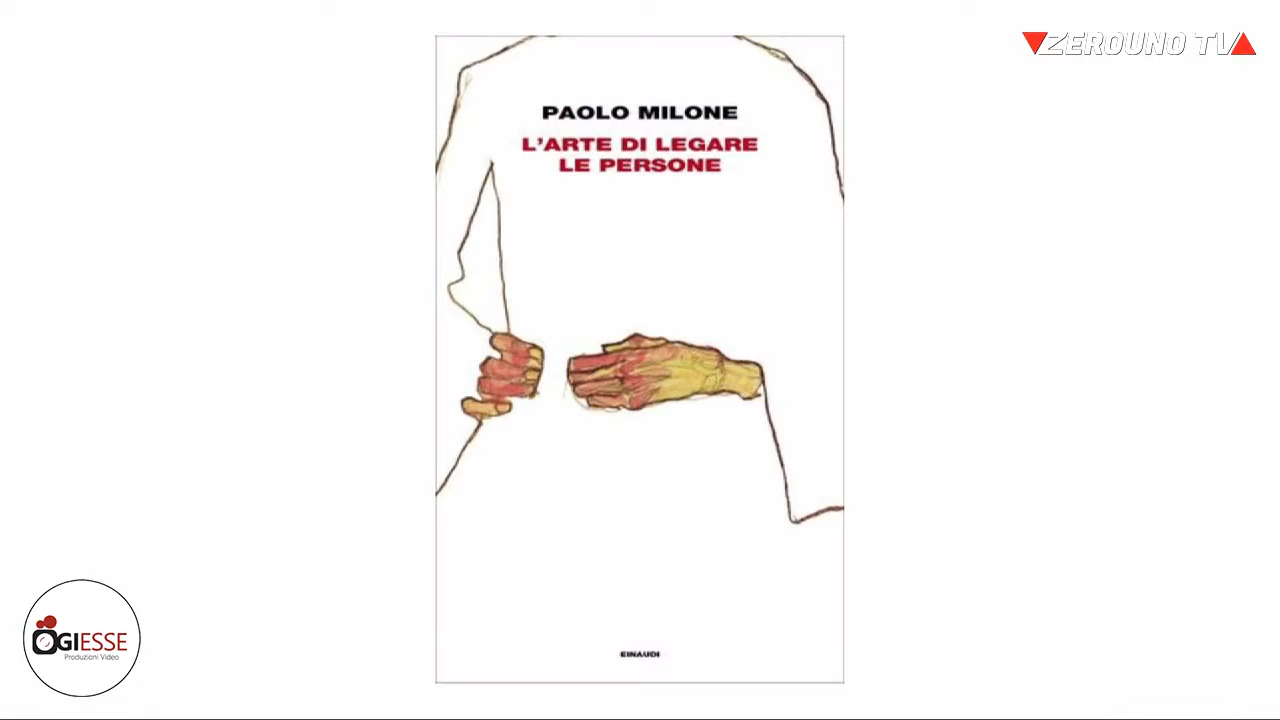 ZEROUNO TV
PAOLO MILONE
L'ARTE DI LEGARE
LE PERSONE
OGIESSE
Produzioni Video
EINAUDI